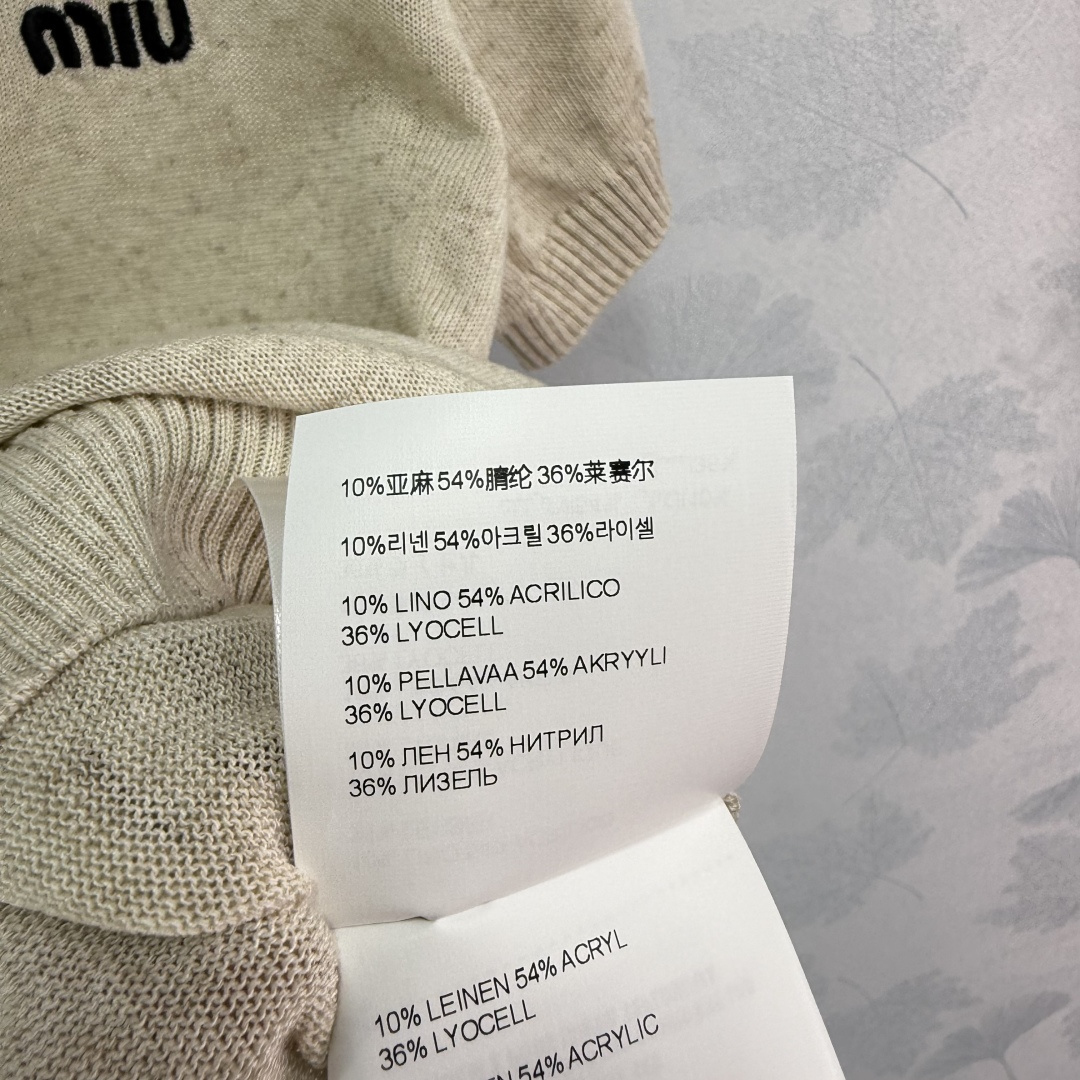 miu
10%亚麻 54%腈纶 36%莱赛尔
10%리넨 54%아크릴 36%라이셀
10% LINO 54% ACRILICO
36% LYOCELL
10% PELLAVAA 54% AKRYYLI
36% LYOCELL
10% ЛЕН 54% НИТРИЛ
36% ЛИЗЕЛЬ
10% LEINEN 54% ACRYL
36% LYOCELL
54% ACRYLIC